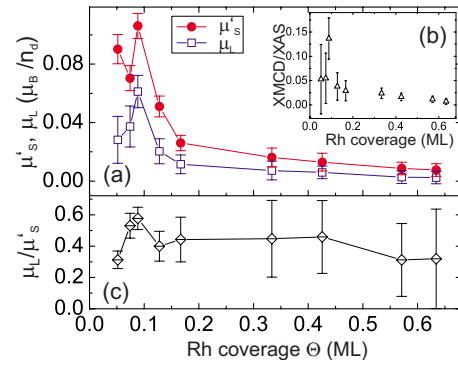 μ'S
μL
(b)
XMCD/XAS
0.15
0.10
0.05
0.00
0.0 0.2 0.4 0.6
Rh coverage (ML)
μ'S, μL (μB/nd)
0.08
0.04
0.00
(a)
μL/μ'S
0.6
0.4
0.2
0.0
(c)
0.0 0.1 0.2 0.3 0.4 0.5 0.6
Rh coverage Θ (ML)